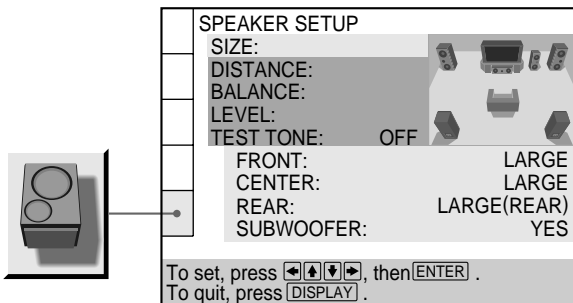 SPEAKER SETUP
SIZE:
DISTANCE:
BALANCE:
LEVEL:
TEST TONE: OFF
FRONT: LARGE
CENTER: LARGE
REAR: LARGE(REAR)
SUBWOOFER: YES
To set, press ←↑↓→, then ENTER .
To quit, press DISPLAY .